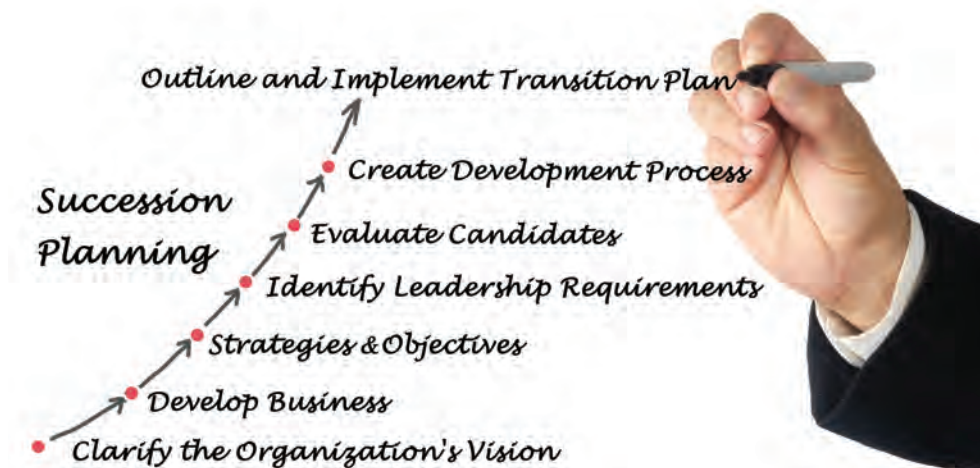 Outline and Implement Transition Plan
Create Development Process
Succession
Planning
Evaluate Candidates
Identify Leadership Requirements
Strategies &Objectives
Develop Business
Clarify the Organization's Vision